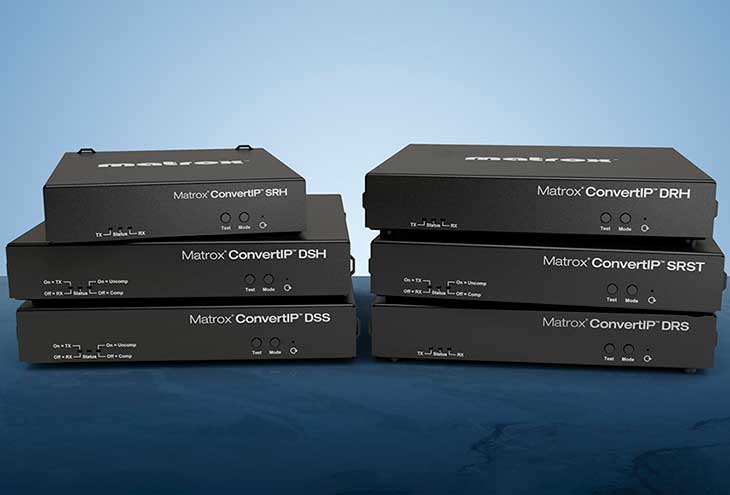 matrox™
Matrox® ConvertIP™ SRH
TX Status RX
Test Mode
Matrox® ConvertIP™ DSH
On = TX On = Uncomp
Off = RX Status Off = Comp
Test Mode
Matrox® ConvertIP™ DSS
On = TX On = Uncomp
Off = RX Status Off = Comp
Test Mode
matrox™
Matrox® ConvertIP™ DRH
TX Status RX
Test Mode
Matrox® ConvertIP™ SRST
On = TX On = Uncomp
Off = RX Status Off = Comp
Test Mode
Matrox® ConvertIP™ DRS
TX Status RX
Test Mode